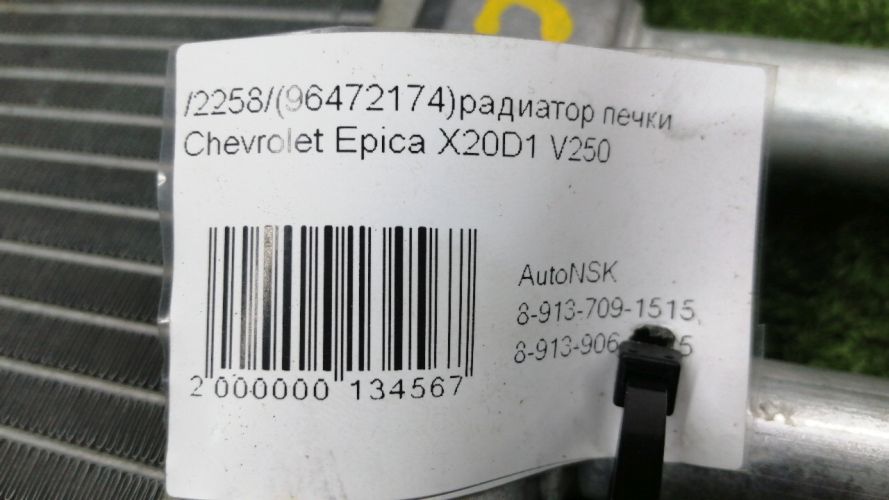 /2258/(96472174)радиатор печки
Chevrolet Epica X20D1 V250
AutoNSK
8-913-709-1515,
2 000000 134567